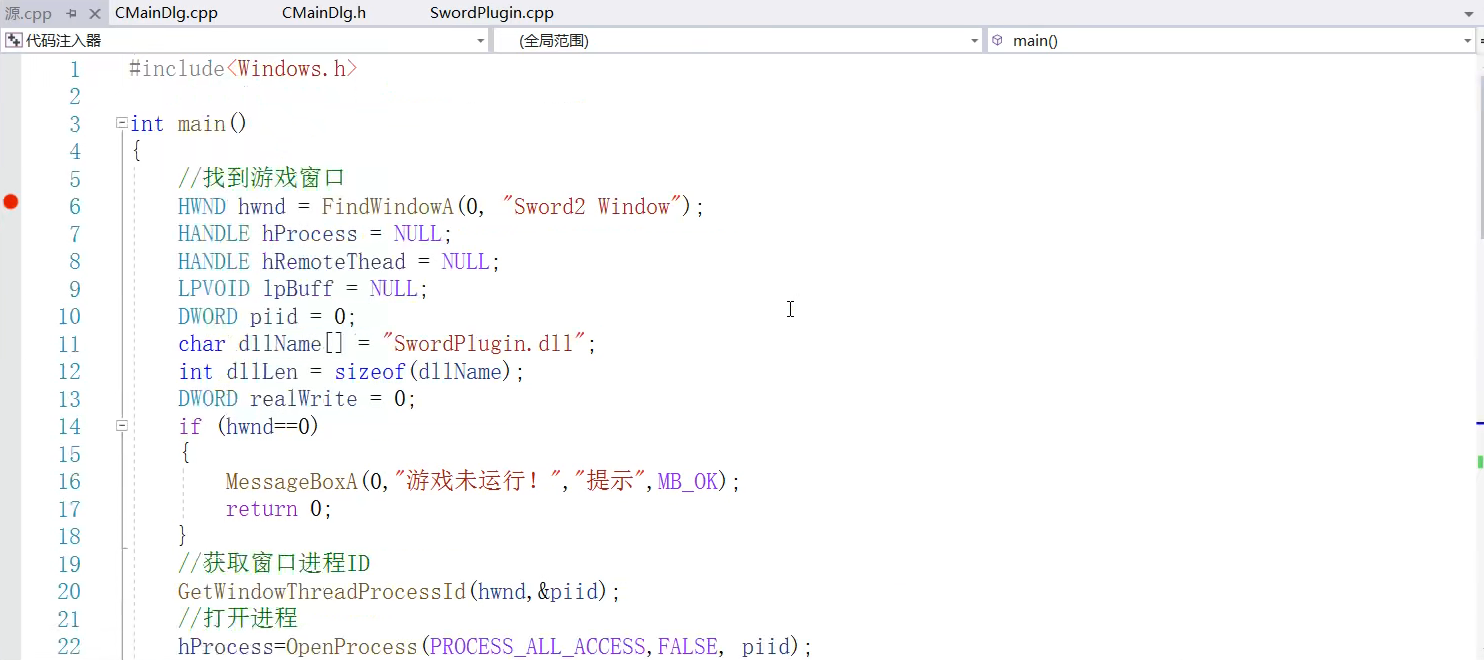 源.cpp CMainDlg.cpp CMainDlg.h SwordPlugin.cpp
代码注入器 (全局范围) main()
1 #include<Windows.h>
2
3 int main()
4 {
5 //找到游戏窗口
6 HWND hwnd = FindWindowA(0, "Sword2 Window");
7 HANDLE hProcess = NULL;
8 HANDLE hRemoteThead = NULL;
9 LPVOID lpBuff = NULL;
10 DWORD piid = 0;
11 char dllName[] = "SwordPlugin.dll";
12 int dllLen = sizeof(dllName);
13 DWORD realWrite = 0;
14 if (hwnd==0)
15 {
16 MessageBoxA(0,"游戏未运行！","提示",MB_OK);
17 return 0;
18 }
19 //获取窗口进程ID
20 GetWindowThreadProcessId(hwnd,&piid);
21 //打开进程
22 hProcess=OpenProcess(PROCESS_ALL_ACCESS,FALSE, piid);